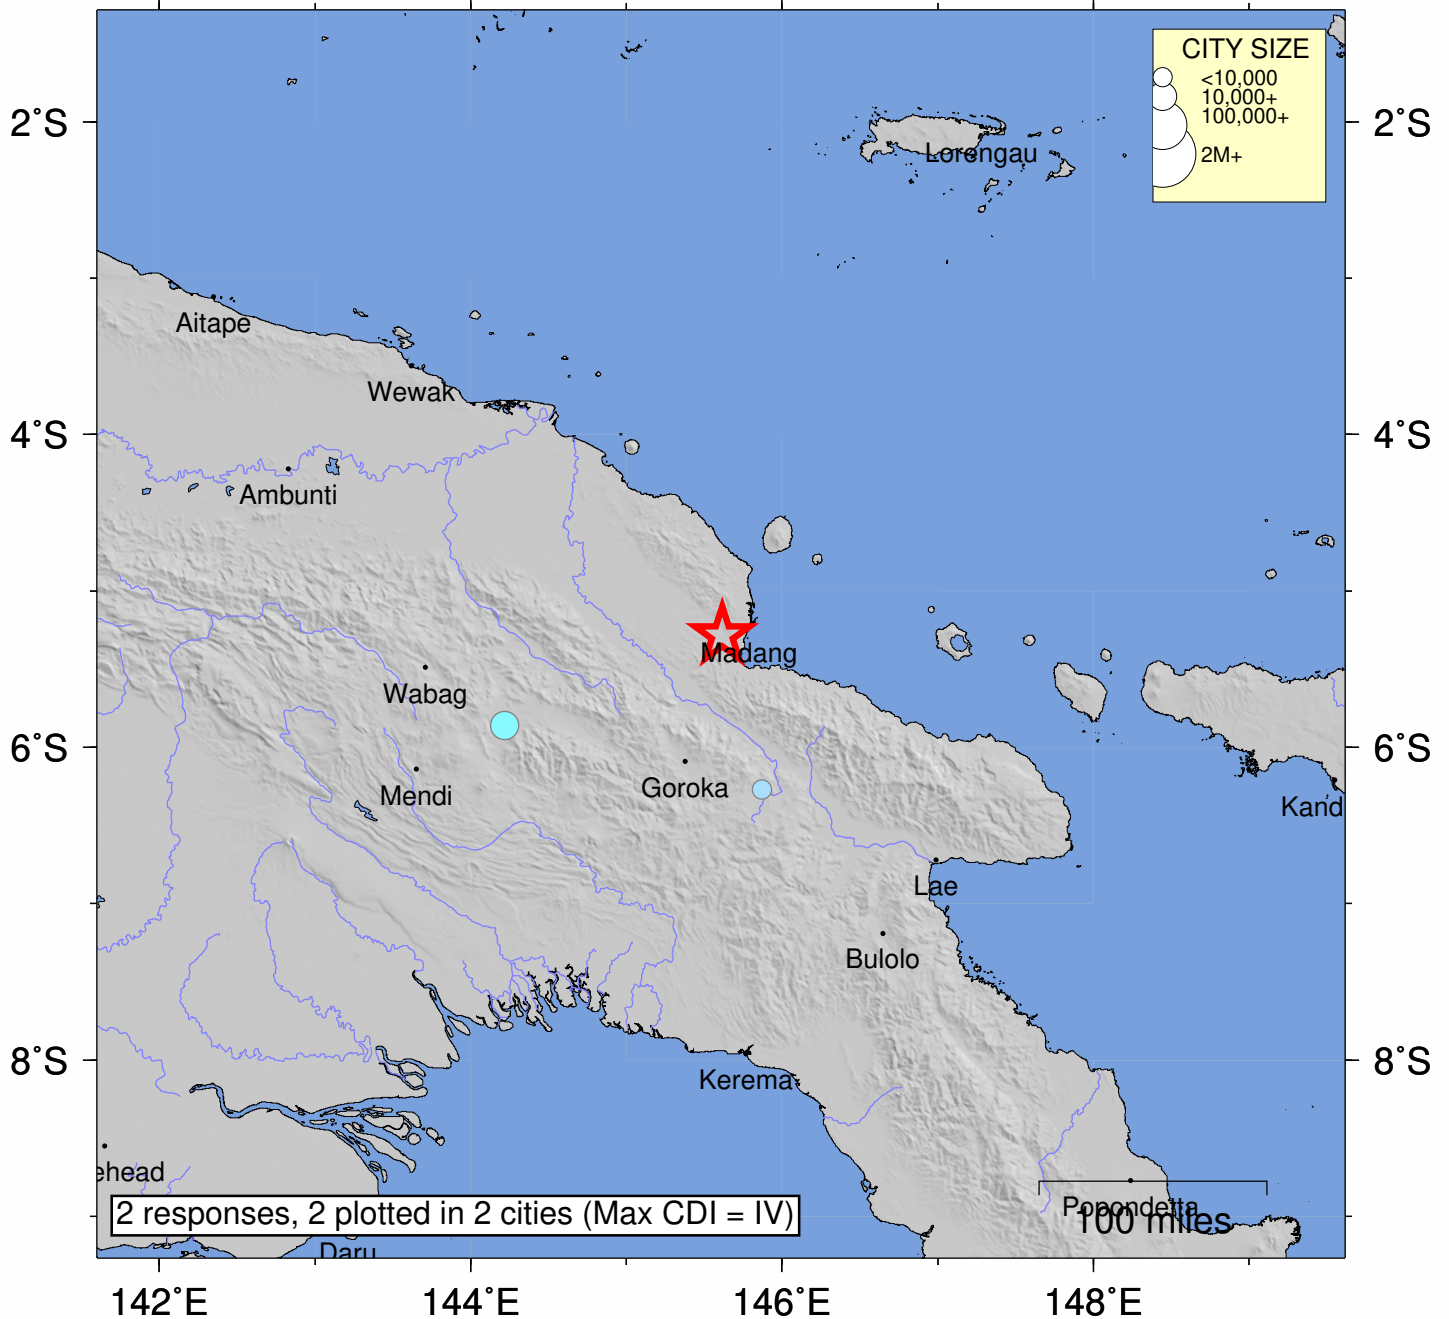 CITY SIZE
<10,000
10,000+
100,000+
2M+
2°S
2°S
Lorengau
Aitape
Wewak
4°S
4°S
Ambunti
Madang
Wabag
6°S
6°S
Goroka
Mendi
Kand
Lae
Bulolo
8°S
8°S
Kerema
ehead
Popondetta
100 miles
2 responses, 2 plotted in 2 cities (Max CDI = IV)
Daru
142°E
144°E
146°E
148°E